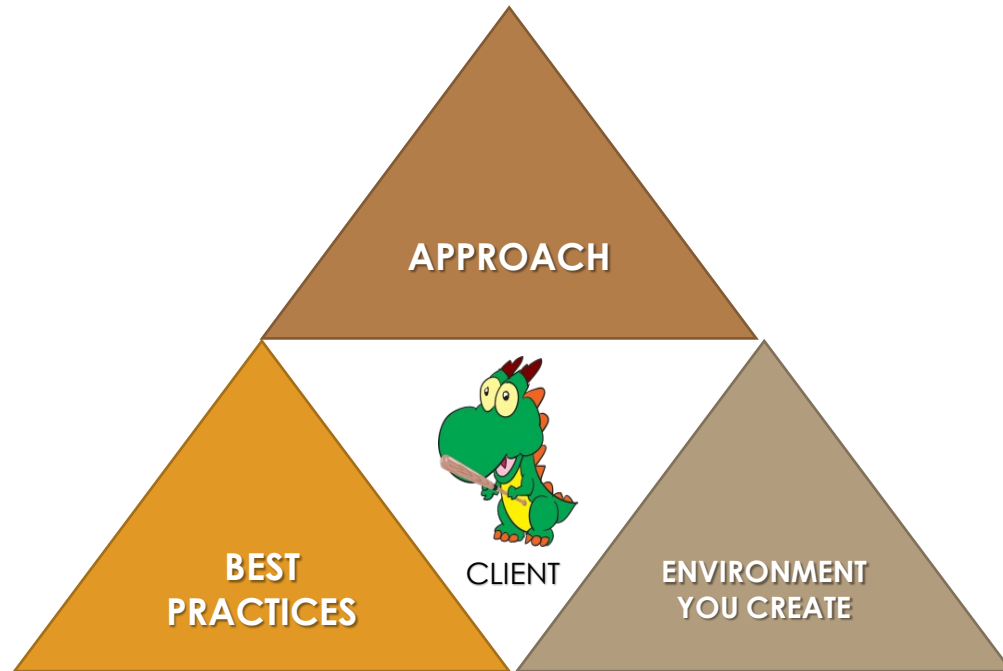 APPROACH
BEST
PRACTICES
CLIENT
ENVIRONMENT
YOU CREATE